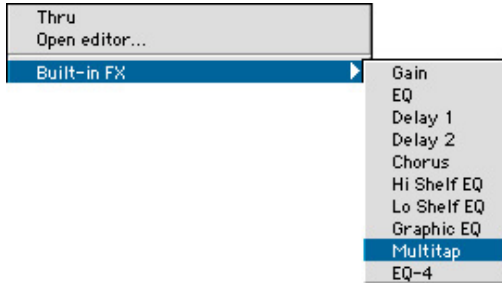 Thru
Open editor...
Built-in FX
Gain
EQ
Delay 1
Delay 2
Chorus
Hi Shelf EQ
Lo Shelf EQ
Graphic EQ
Multitap
EQ-4